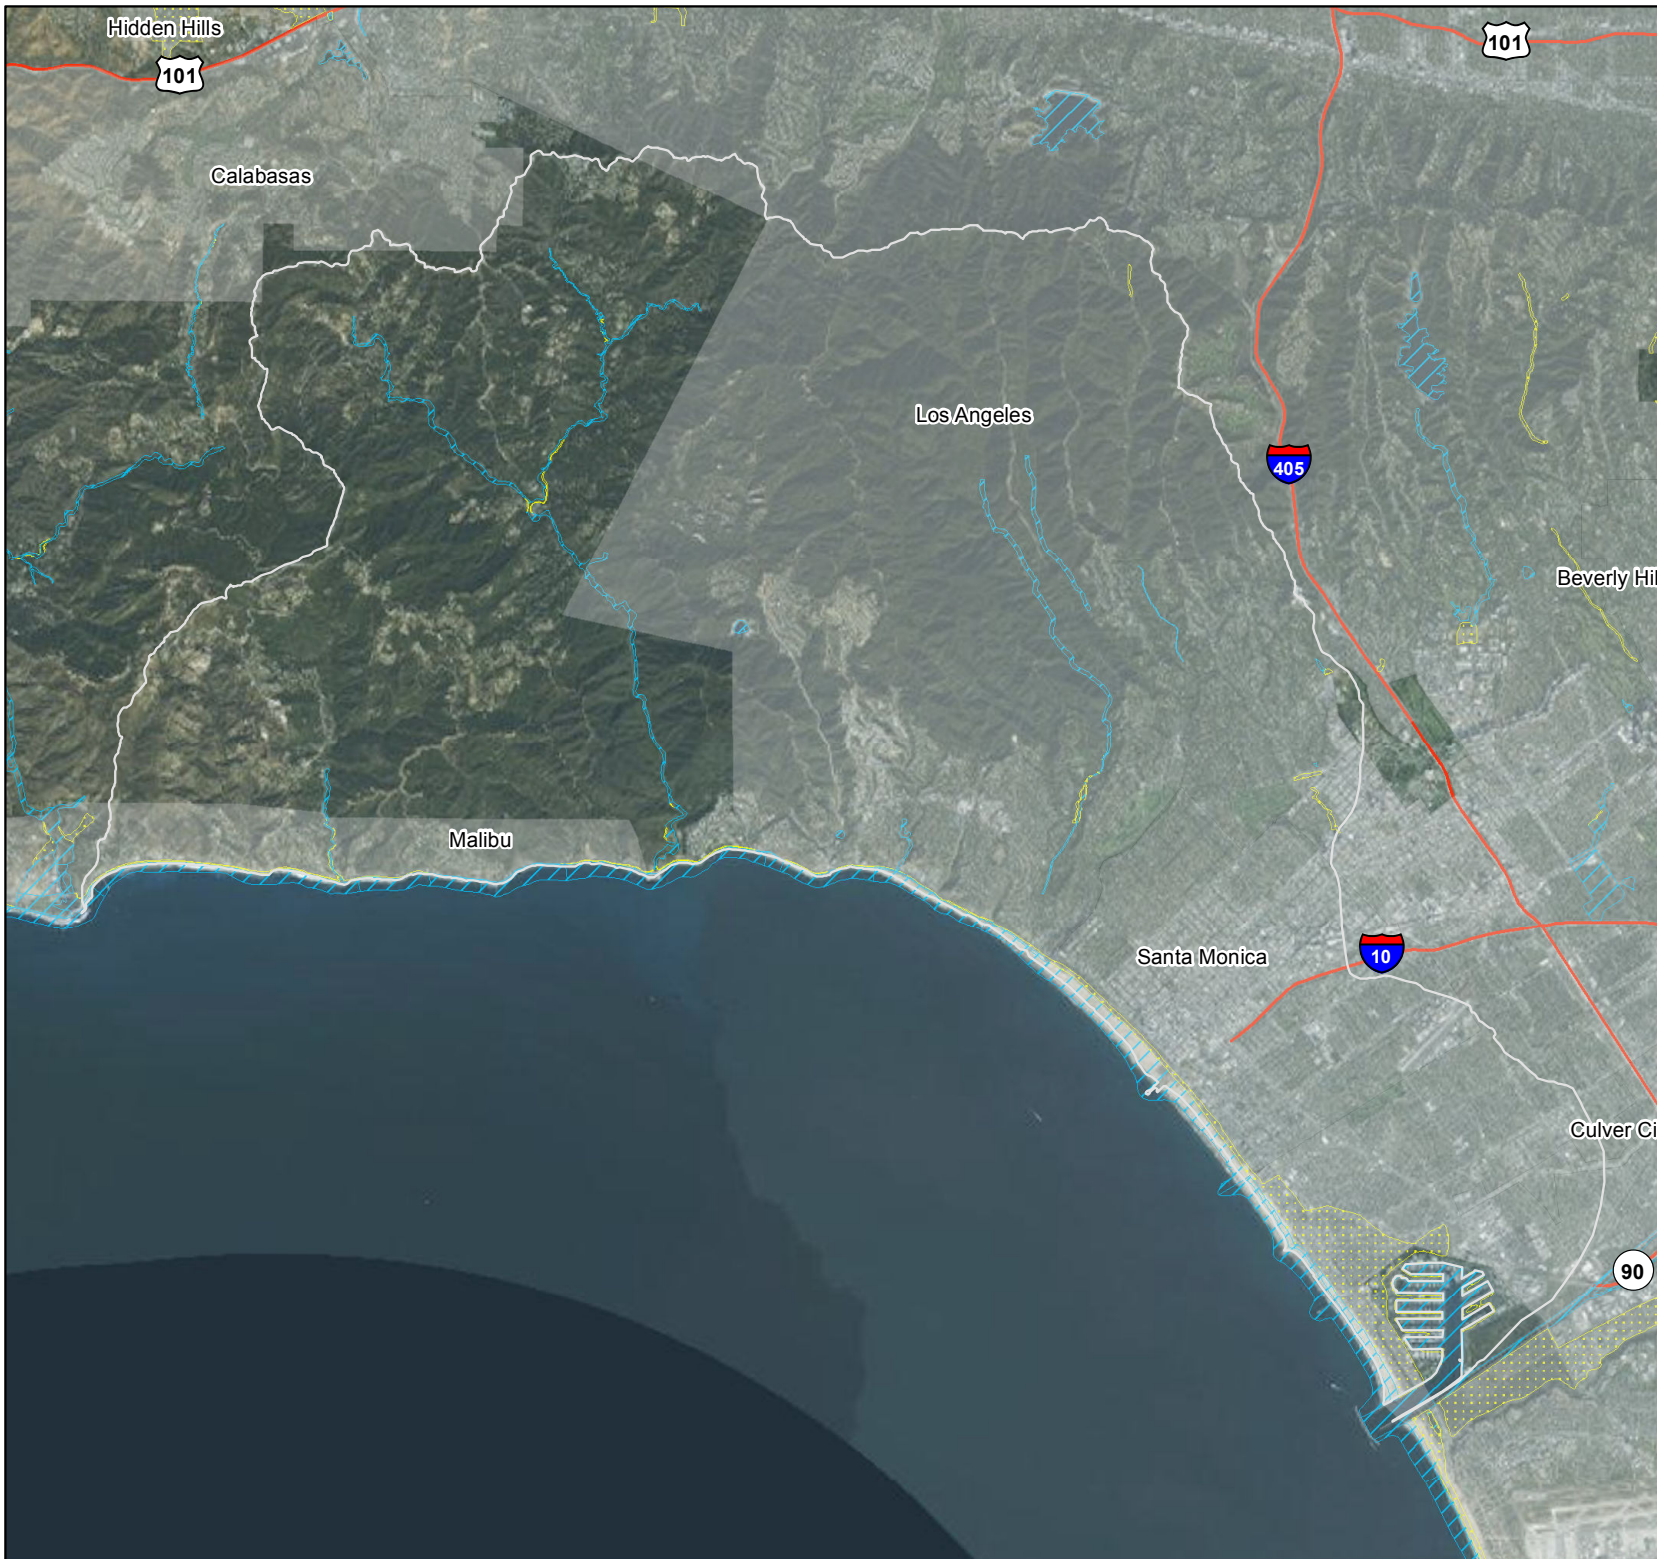 Hidden Hills
101
101
Calabasas
Los Angeles
405
Beverly Hil
Malibu
Santa Monica
10
Culver Ci
90